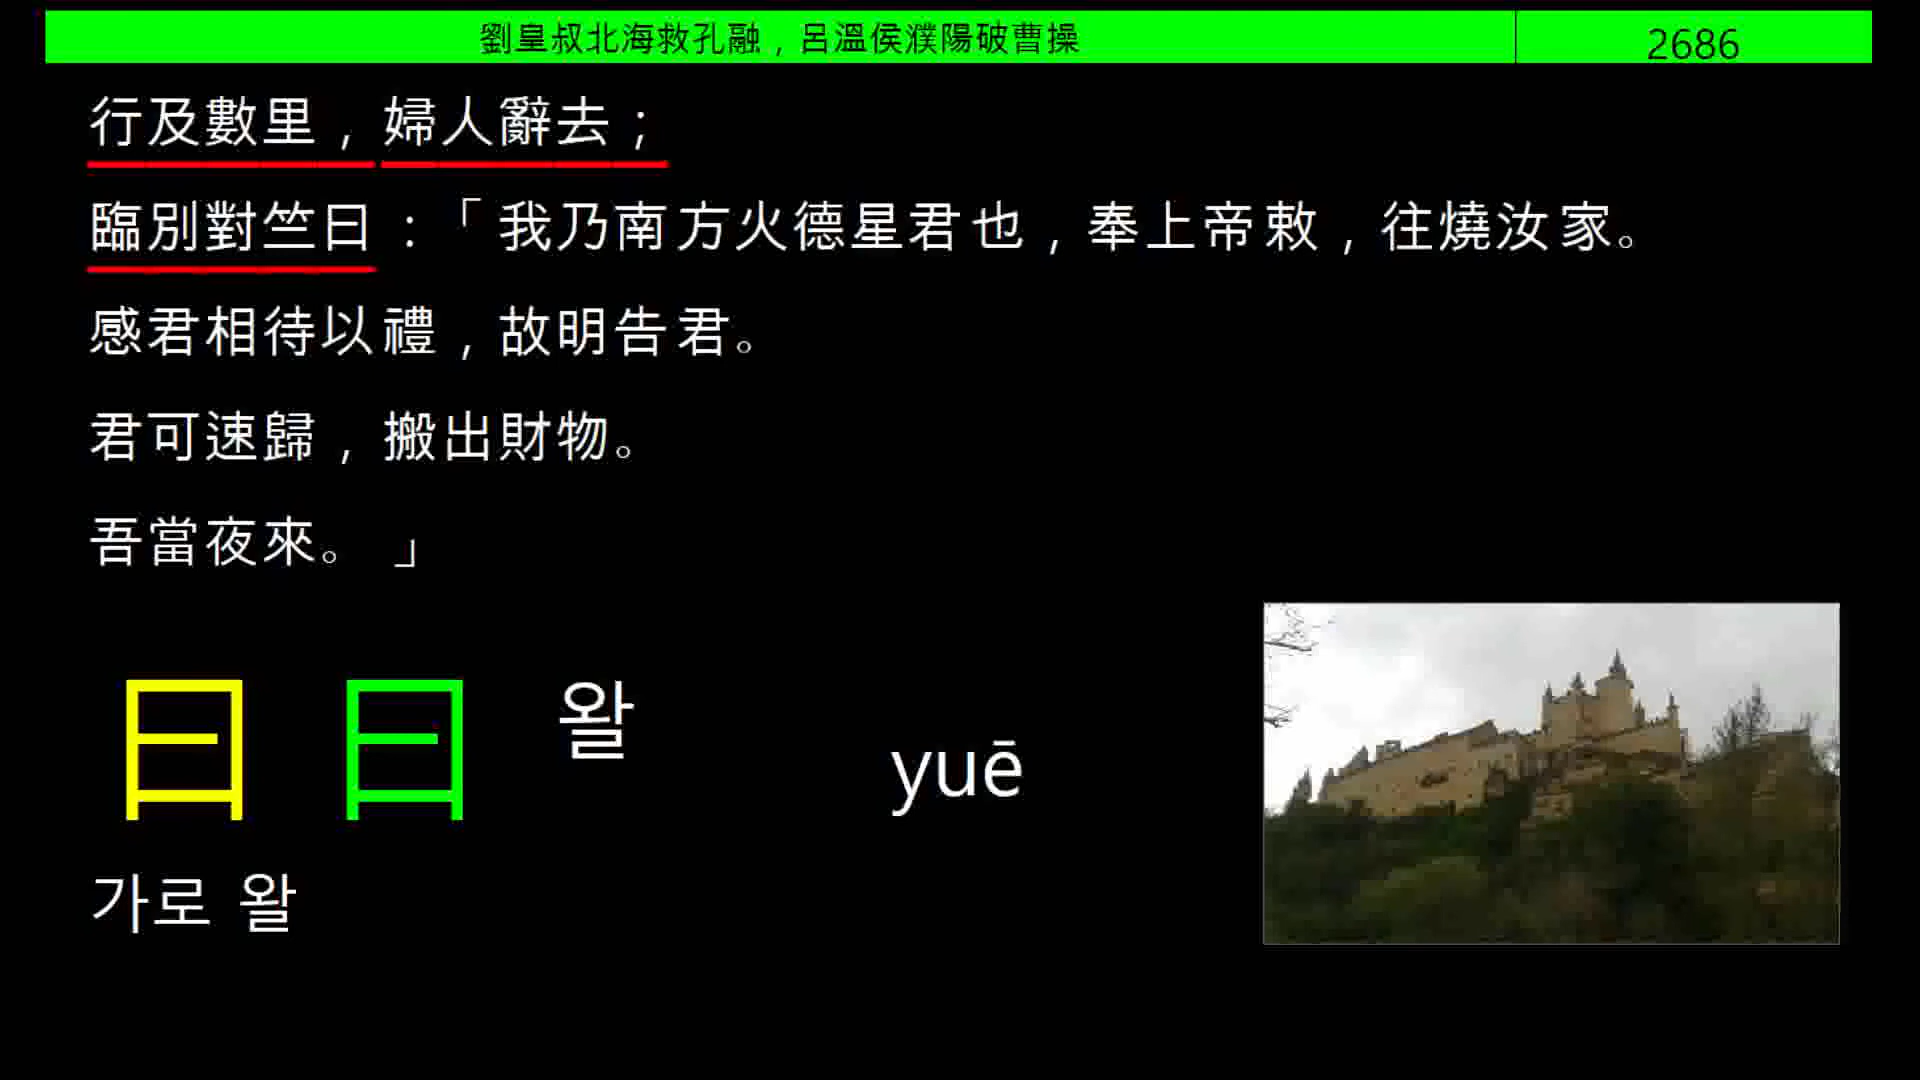 劉皇叔北海救孔融，呂溫侯濮陽破曹操
2686
行及數里，婦人辭去；
臨別對竺曰：「我乃南方火德星君也，奉上帝敕，往燒汝家。
感君相待以禮，故明告君。
君可速歸，搬出財物。
吾當夜來。 」
曰 曰 왈 yuē
가로 왈